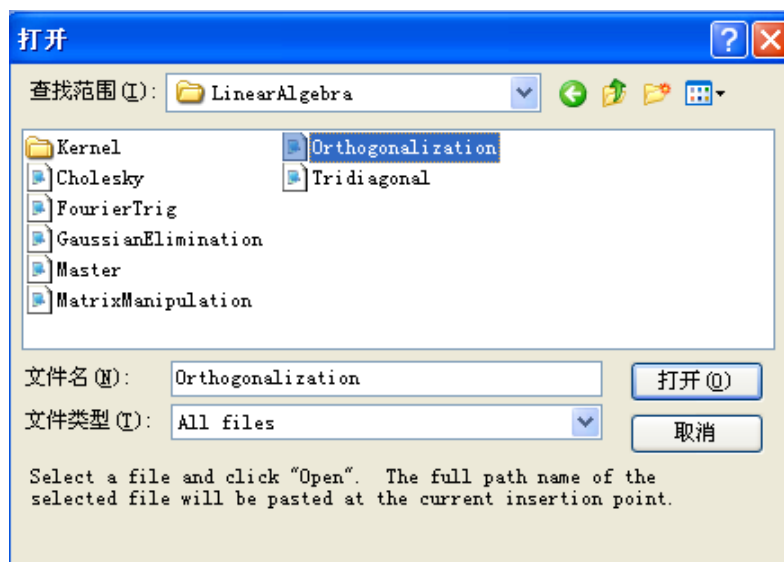 打开
查找范围(I): LinearAlgebra
Kernel
Cholesky
FourierTrig
GaussianElimination
Master
MatrixManipulation
Orthogonalization
Tridiagonal
文件名(N): Orthogonalization 打开(O)
文件类型(T): All files 取消
Select a file and click "Open". The full path name of the
selected file will be pasted at the current insertion point.